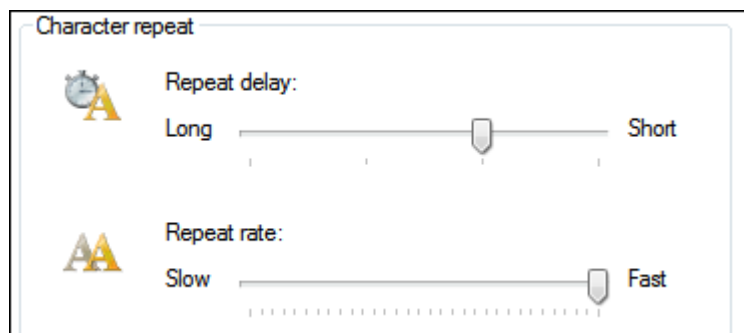 Character repeat
Repeat delay:
Long Short
Repeat rate:
Slow Fast